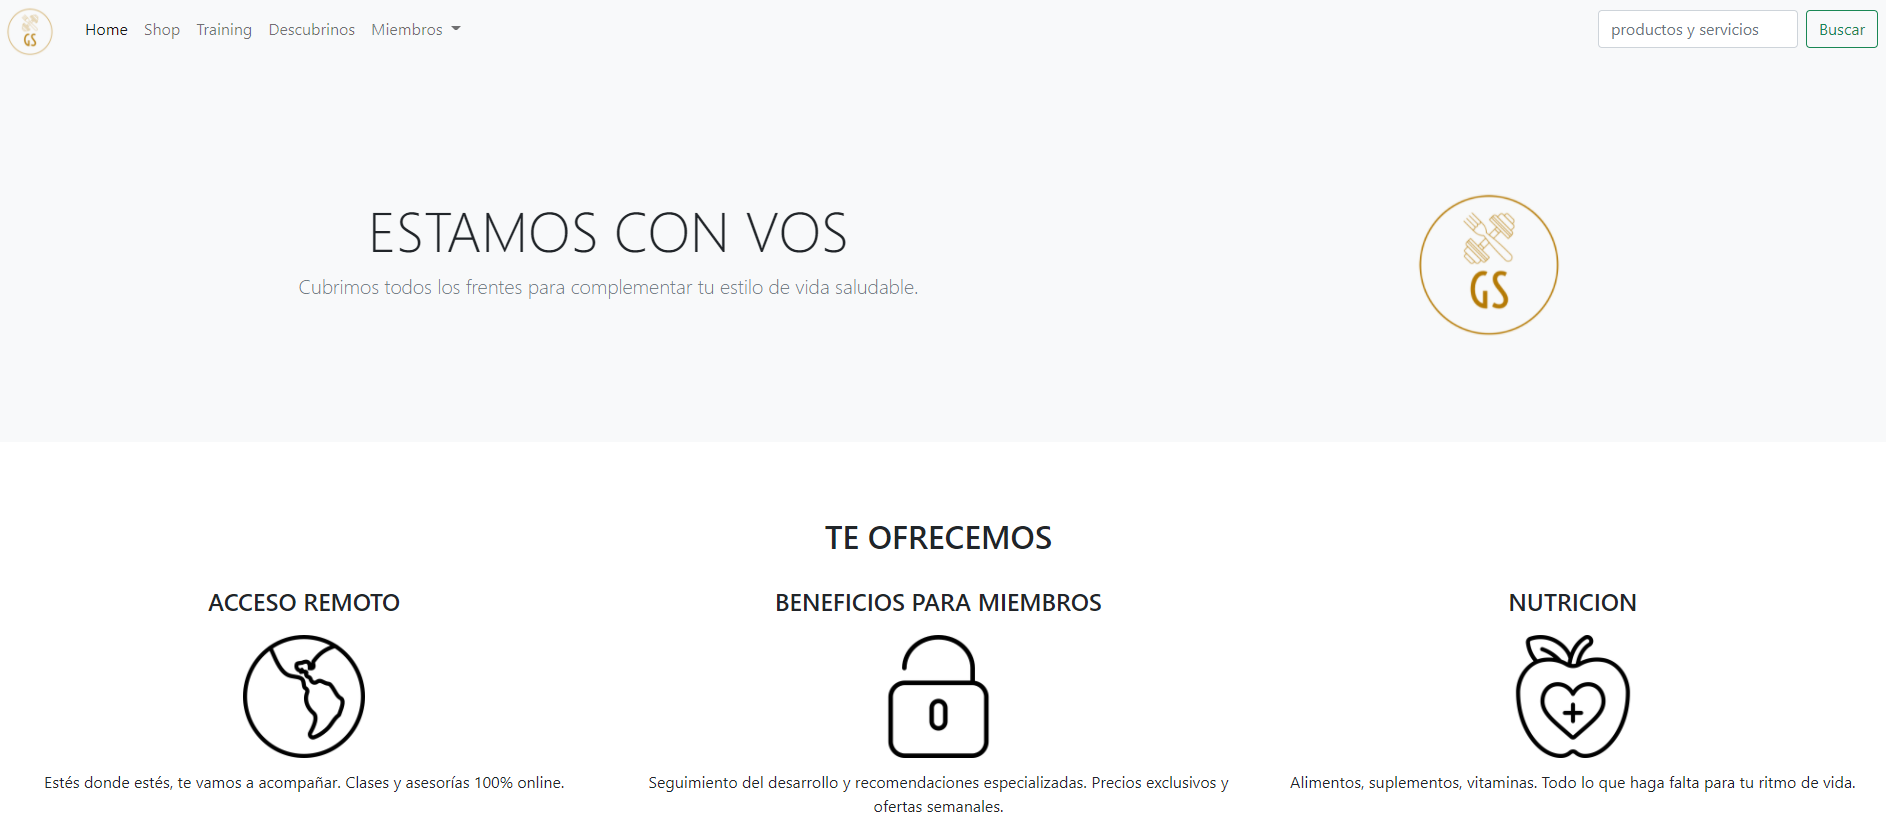 GS
Home Shop Training Descubrinos Miembros
productos y servicios Buscar
ESTAMOS CON VOS
Cubrimos todos los frentes para complementar tu estilo de vida saludable.
GS
TE OFRECEMOS
ACCESO REMOTO
Estés donde estés, te vamos a acompañar. Clases y asesorías 100% online.
BENEFICIOS PARA MIEMBROS
Seguimiento del desarrollo y recomendaciones especializadas. Precios exclusivos y
ofertas semanales.
NUTRICION
Alimentos, suplementos, vitaminas. Todo lo que haga falta para tu ritmo de vida.